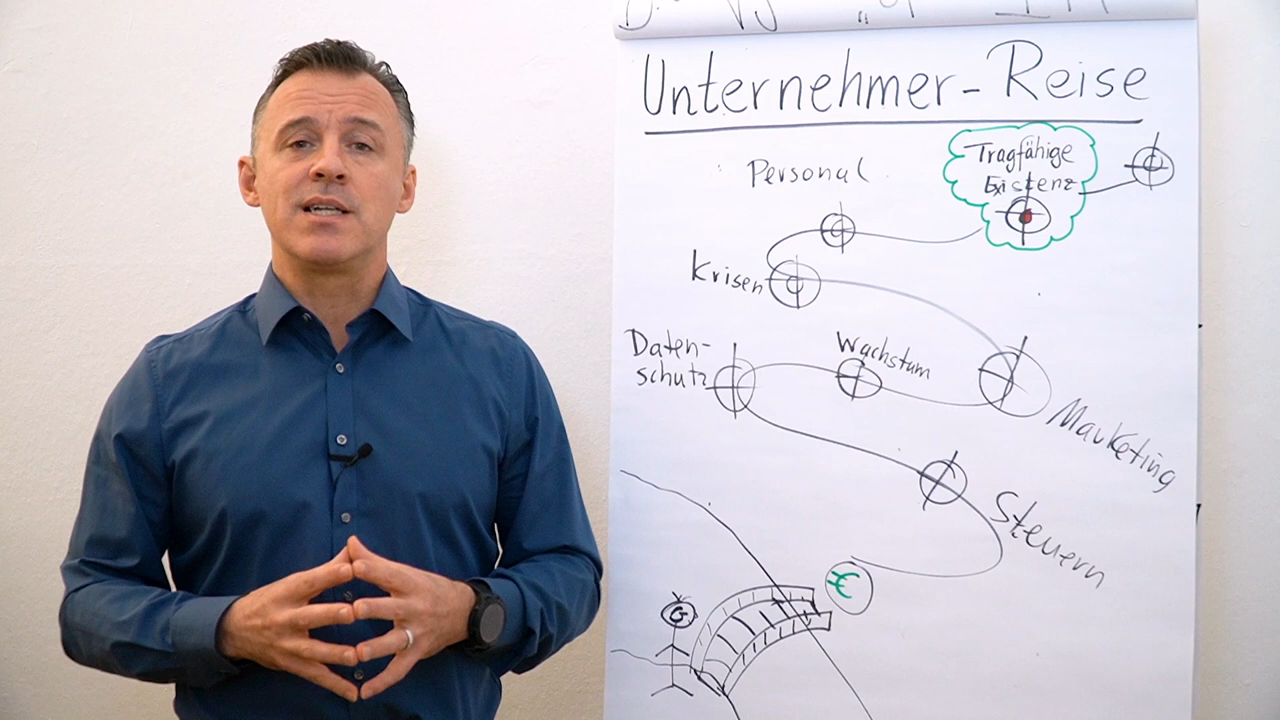 Unternehmer-Reise
Tragfähige
Existenz
Personal
Krisen
Daten-
schutz
Wachstum
Marketing
Steuern
€
G